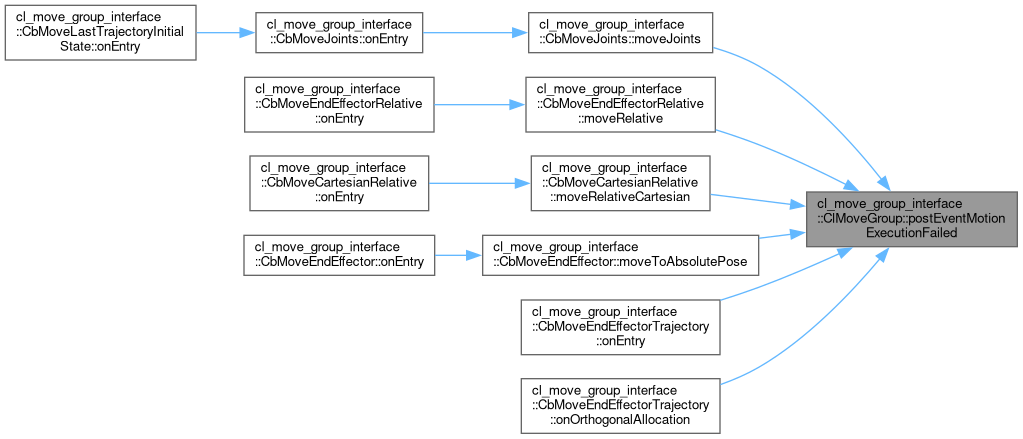 cl_move_group_interface
::CbMoveLastTrajectoryInitial
State::onEntry
cl_move_group_interface
::CbMoveJoints::onEntry
cl_move_group_interface
::CbMoveJoints::moveJoints
cl_move_group_interface
::CbMoveEndEffectorRelative
::onEntry
cl_move_group_interface
::CbMoveEndEffectorRelative
::moveRelative
cl_move_group_interface
::CbMoveCartesianRelative
::onEntry
cl_move_group_interface
::CbMoveCartesianRelative
::moveRelativeCartesian
cl_move_group_interface
::ClMoveGroup::postEventMotion
ExecutionFailed
cl_move_group_interface
::CbMoveEndEffector::onEntry
cl_move_group_interface
::CbMoveEndEffector::moveToAbsolutePose
cl_move_group_interface
::CbMoveEndEffectorTrajectory
::onEntry
cl_move_group_interface
::CbMoveEndEffectorTrajectory
::onOrthogonalAllocation